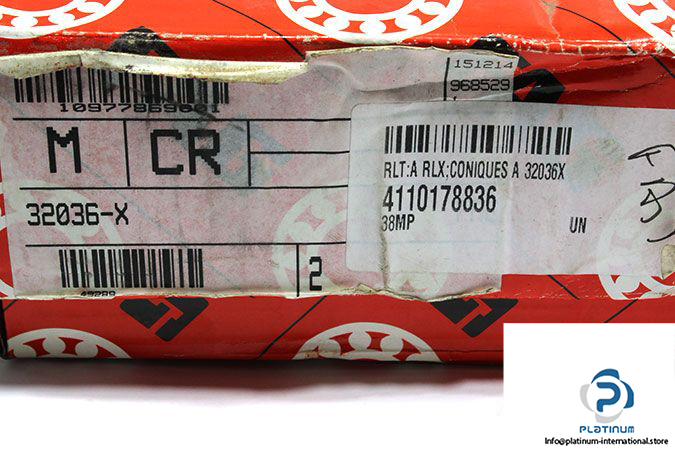 151214
968529
10977869001
M CR
32036-X
2
RLT:A RLX;CONIQUES A 32036X
4110178836
38MP UN
PLATINUM
Info@platinum-international.store